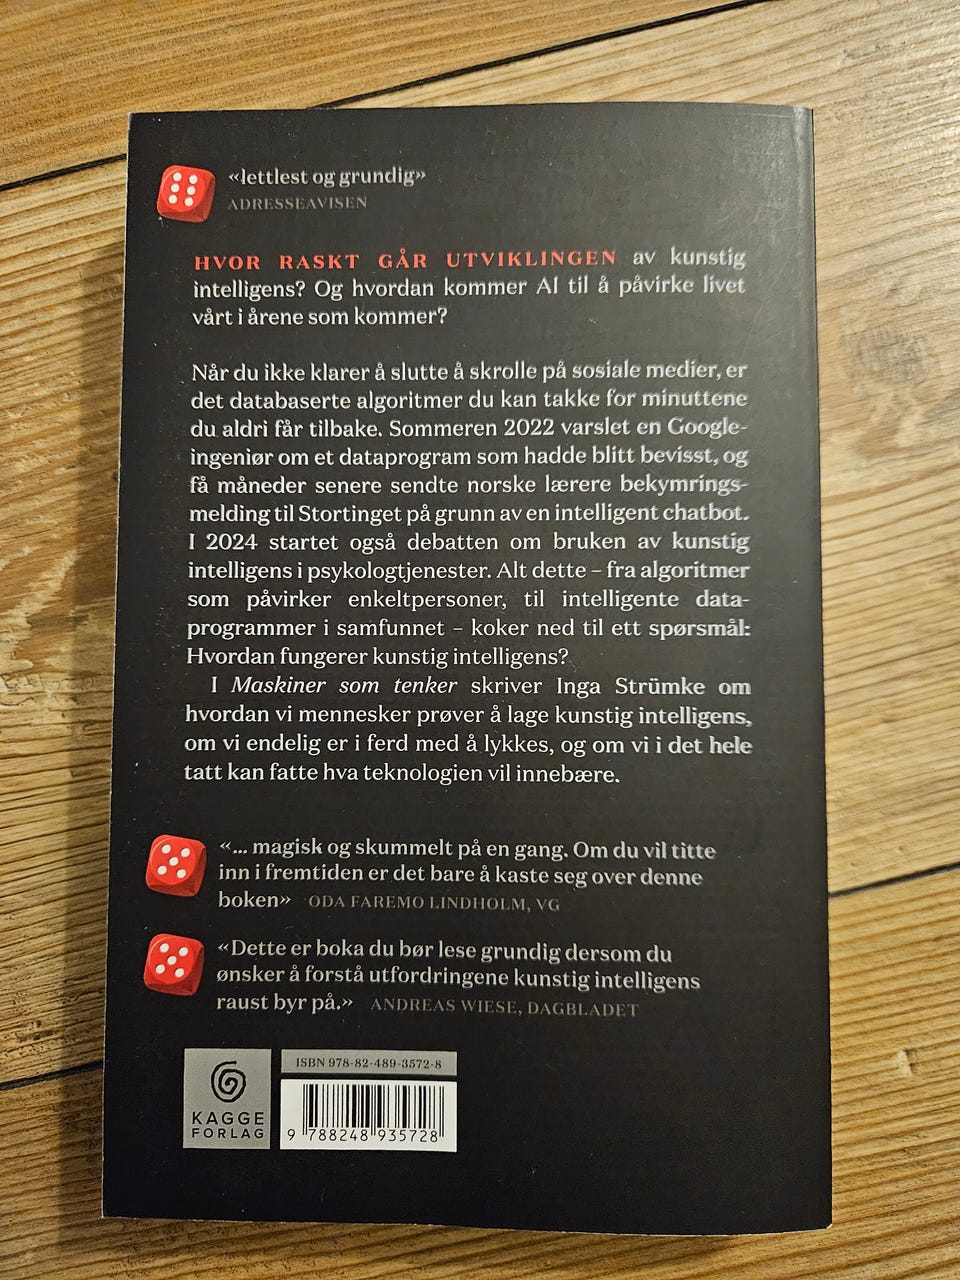 «lettlest og grundig»
ADRESSEAVISEN
HVOR RASKT GÅR UTVIKLINGEN av kunstig
intelligens? Og hvordan kommer AI til å påvirke livet
vårt i årene som kommer?
Når du ikke klarer å slutte å skrolle på sosiale medier, er
det databaserte algoritmer du kan takke for minuttene
du aldri får tilbake. Sommeren 2022 varslet en Google-
ingeniør om et dataprogram som hadde blitt bevisst, og
få måneder senere sendte norske lærere bekymrings-
melding til Stortinget på grunn av en intelligent chatbot.
I 2024 startet også debatten om bruken av kunstig
intelligens i psykologtjenester. Alt dette – fra algoritmer
som påvirker enkeltpersoner, til intelligente data-
programmer i samfunnet – koker ned til ett spørsmål:
Hvordan fungerer kunstig intelligens?
I Maskiner som tenker skriver Inga Strümke om
hvordan vi mennesker prøver å lage kunstig intelligens,
om vi endelig er i ferd med å lykkes, og om vi i det hele
tatt kan fatte hva teknologien vil innebære.
«... magisk og skummelt på en gang. Om du vil titte
inn i fremtiden er det bare å kaste seg over denne
boken» ODA FAREMO LINDHOLM, VG
«Dette er boka du bør lese grundig dersom du
ønsker å forstå utfordringene kunstig intelligens
raust byr på.» ANDREAS WIESE, DAGBLADET
KAGGE
FORLAG
ISBN 978-82-489-3572-8
9 788248 935728